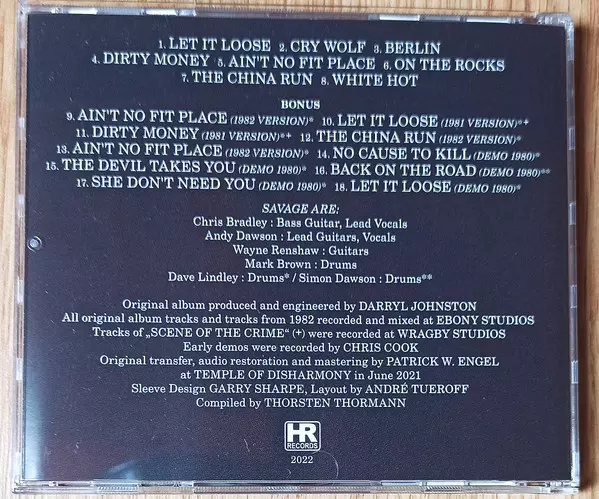 1. LET IT LOOSE 2. CRY WOLF 3. BERLIN
4. DIRTY MONEY 5. AIN'T NO FIT PLACE 6. ON THE ROCKS
7. THE CHINA RUN 8. WHITE HOT
BONUS
9. AIN'T NO FIT PLACE (1982 VERSION)* 10. LET IT LOOSE (1981 VERSION)*+
11. DIRTY MONEY (1981 VERSION)*+ 12. THE CHINA RUN (1982 VERSION)*
13. AIN'T NO FIT PLACE (1982 VERSION)* 14. NO CAUSE TO KILL (DEMO 1980)*
15. THE DEVIL TAKES YOU (DEMO 1980)* 16. BACK ON THE ROAD (DEMO 1980)**
17. SHE DON'T NEED YOU (DEMO 1980)* 18. LET IT LOOSE (DEMO 1980)*
SAVAGE ARE:
Chris Bradley : Bass Guitar, Lead Vocals
Andy Dawson : Lead Guitars, Vocals
Wayne Renshaw : Guitars
Mark Brown : Drums
Dave Lindley : Drums* / Simon Dawson : Drums**
Original album produced and engineered by DARRYL JOHNSTON
All original album tracks and tracks from 1982 recorded and mixed at EBONY STUDIOS
Tracks of „SCENE OF THE CRIME“ (+) were recorded at WRAGBY STUDIOS
Early demos were recorded by CHRIS COOK
Original transfer, audio restoration and mastering by PATRICK W. ENGEL
at TEMPLE OF DISHARMONY in June 2021
Sleeve Design GARRY SHARPE, Layout by ANDRÉ TUEROFF
Compiled by THORSTEN THORMANN
HR
RECORDS
2022